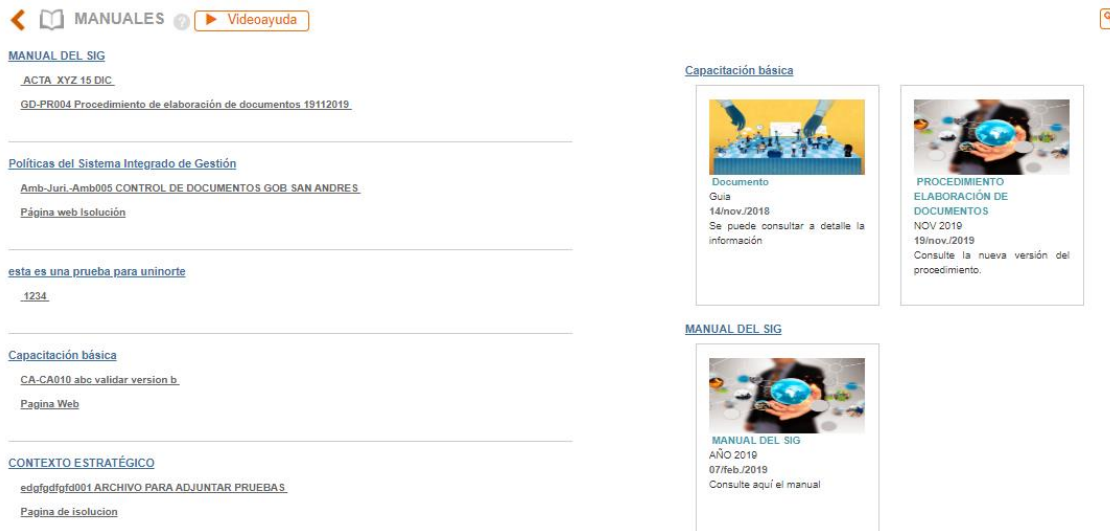 MANUALES ? Videoayuda
MANUAL DEL SIG
ACTA XYZ 15 DIC
GD-PR004 Procedimiento de elaboración de documentos 19112019
Políticas del Sistema Integrado de Gestión
Amb-Juri.-Amb005 CONTROL DE DOCUMENTOS GOB SAN ANDRES
Página web Isolución
esta es una prueba para uninorte
1234
Capacitación básica
CA-CA010 abc validar version b
Pagina Web
CONTEXTO ESTRATÉGICO
edgfgdfgfd001 ARCHIVO PARA ADJUNTAR PRUEBAS
Pagina de isolucion
Capacitación básica
Documento
Guia
14/nov./2018
Se puede consultar a detalle la
información
PROCEDIMIENTO
ELABORACIÓN DE
DOCUMENTOS
NOV 2019
19/nov./2019
Consulte la nueva versión del
procedimiento.
MANUAL DEL SIG
MANUAL DEL SIG
AÑO 2019
07/feb./2019
Consulte aquí el manual